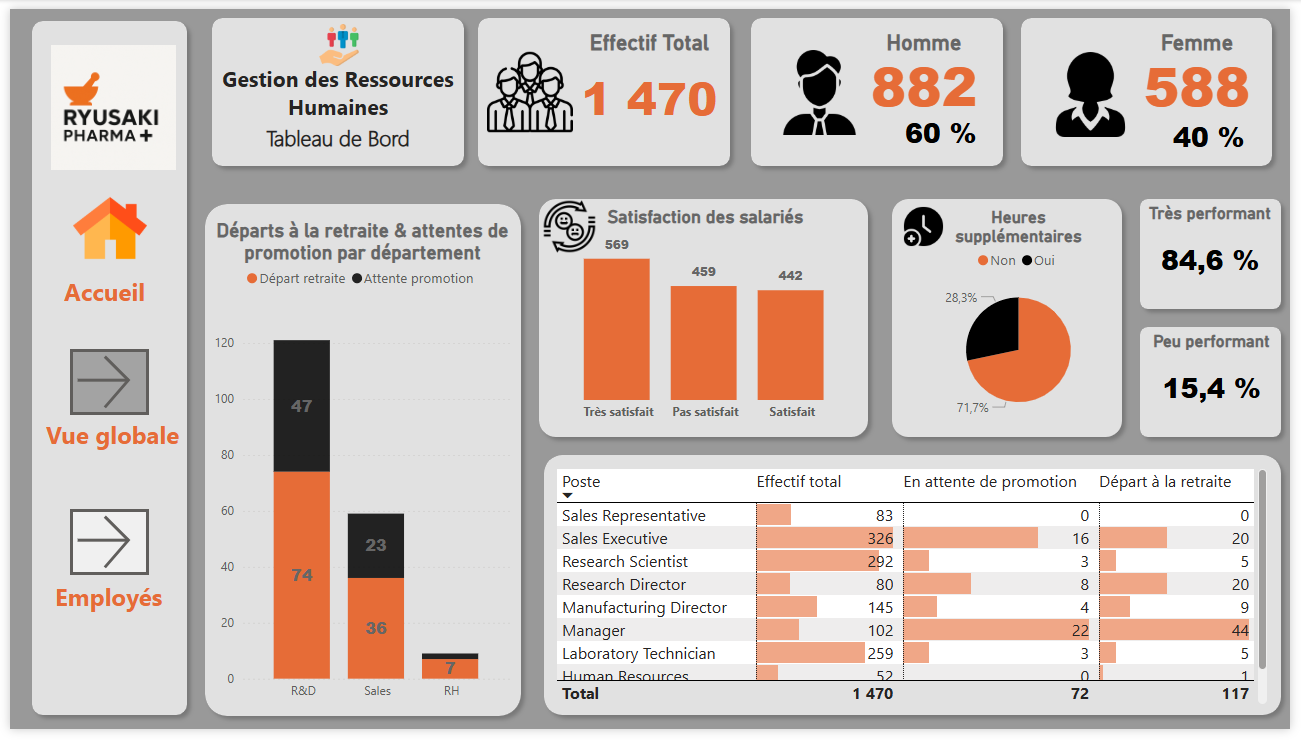 RYUSAKI
PHARMA
Accueil
Vue globale
Employés
Gestion des Ressources
Humaines
Tableau de Bord
Effectif Total
1 470
Homme
882
60 %
Femme
588
40 %
Départs à la retraite & attentes de
promotion par département
Départ retraite Attente promotion
120
100
80
60
40
20
0
47
74
23
36
7
R&D Sales RH
Satisfaction des salariés
569
459
442
Très satisfait Pas satisfait Satisfait
Heures
supplémentaires
Non Oui
28,3%
71,7%
Très performant
84,6 %
Peu performant
15,4 %
Poste Effectif total En attente de promotion Départ à la retraite
Sales Representative 83 0 0
Sales Executive 326 16 20
Research Scientist 292 3 5
Research Director 80 8 20
Manufacturing Director 145 4 9
Manager 102 22 44
Laboratory Technician 259 3 5
Human Resources 52 0 1
Total 1 470 72 117